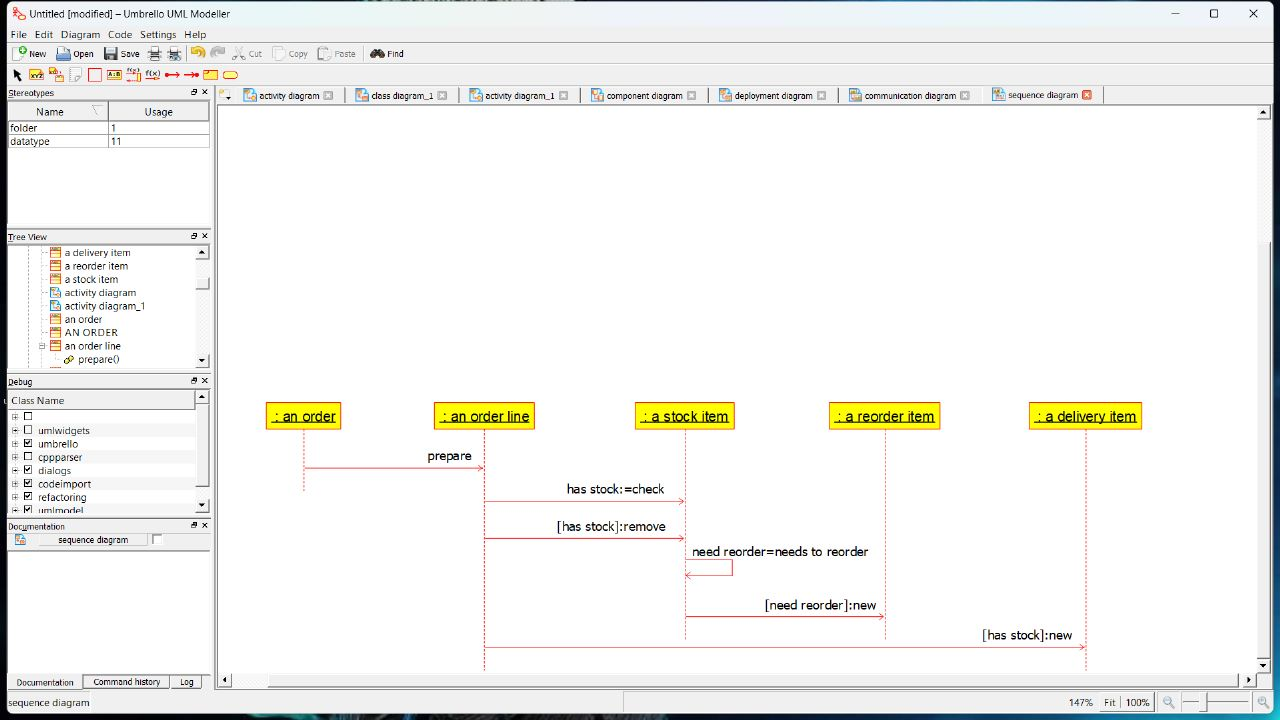 Untitled [modified] – Umbrello UML Modeller
File Edit Diagram Code Settings Help
New Open Save Cut Copy Paste Find
Stereotypes
Name Usage
folder 1
datatype 11
activity diagram class diagram_1 activity diagram_1 component diagram deployment diagram communication diagram sequence diagram
Tree View
a delivery item
a reorder item
a stock item
activity diagram
activity diagram_1
an order
AN ORDER
an order line
prepare()
Debug
Class Name
umlwidgets
umbrello
cppparser
dialogs
codeimport
refactoring
umlmodel
Documentation
sequence diagram
Documentation Command history Log
: an order : an order line : a stock item : a reorder item : a delivery item
prepare
has stock:=check
[has stock]:remove
need reorder=needs to reorder
[need reorder]:new
[has stock]:new
sequence diagram
147% Fit 100%